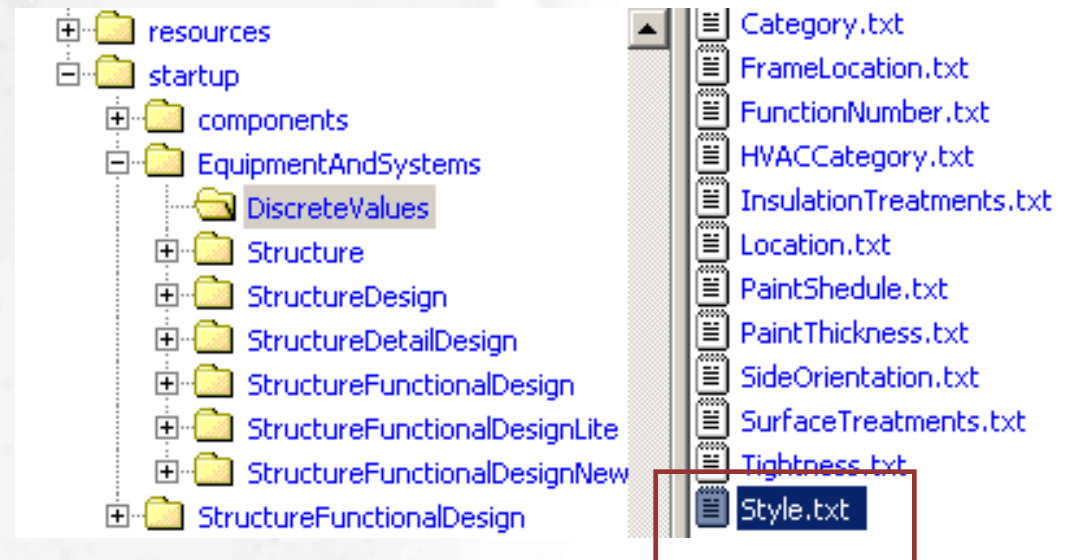 resources
startup
components
EquipmentAndSystems
DiscreteValues
Structure
StructureDesign
StructureDetailDesign
StructureFunctionalDesign
StructureFunctionalDesignLite
StructureFunctionalDesignNew
StructureFunctionalDesign
Category.txt
FrameLocation.txt
FunctionNumber.txt
HVACCategory.txt
InsulationTreatments.txt
Location.txt
PaintShedule.txt
PaintThickness.txt
SideOrientation.txt
SurfaceTreatments.txt
Tightness.txt
Style.txt